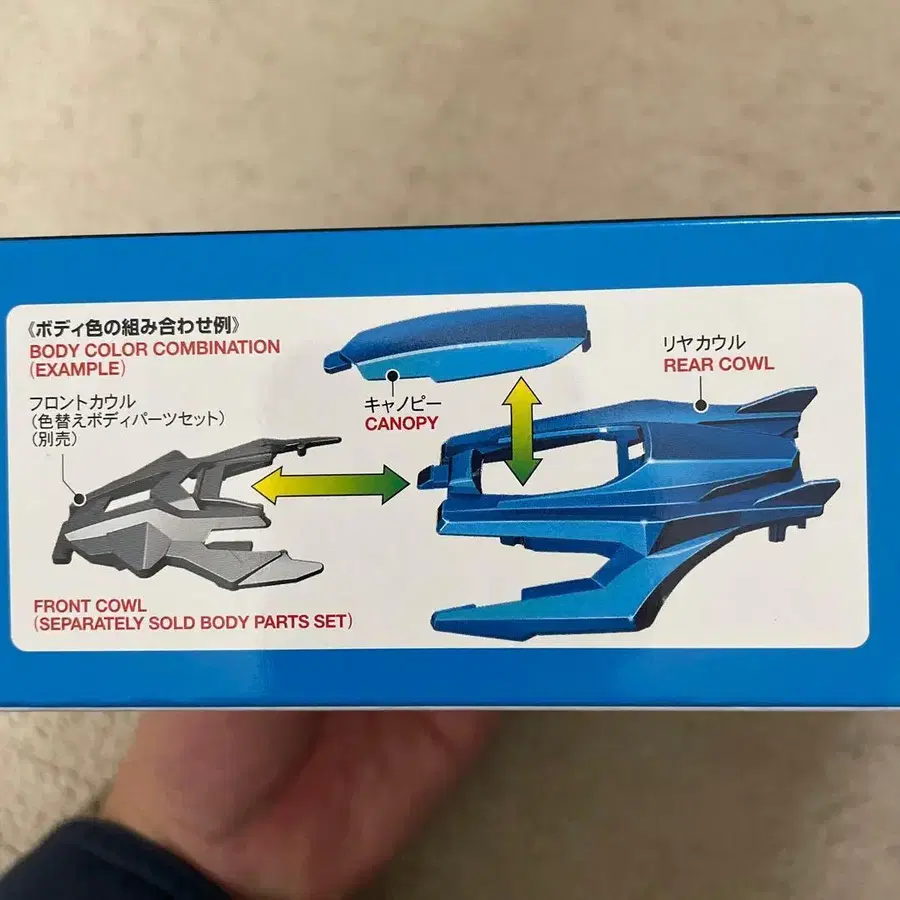 《ボディ色の組み合わせ例》
BODY COLOR COMBINATION
(EXAMPLE)
フロントカウル
(色替えボディパーツセット)
(別売)
キャノピー
CANOPY
リヤカウル
REAR COWL
FRONT COWL
(SEPARATELY SOLD BODY PARTS SET)